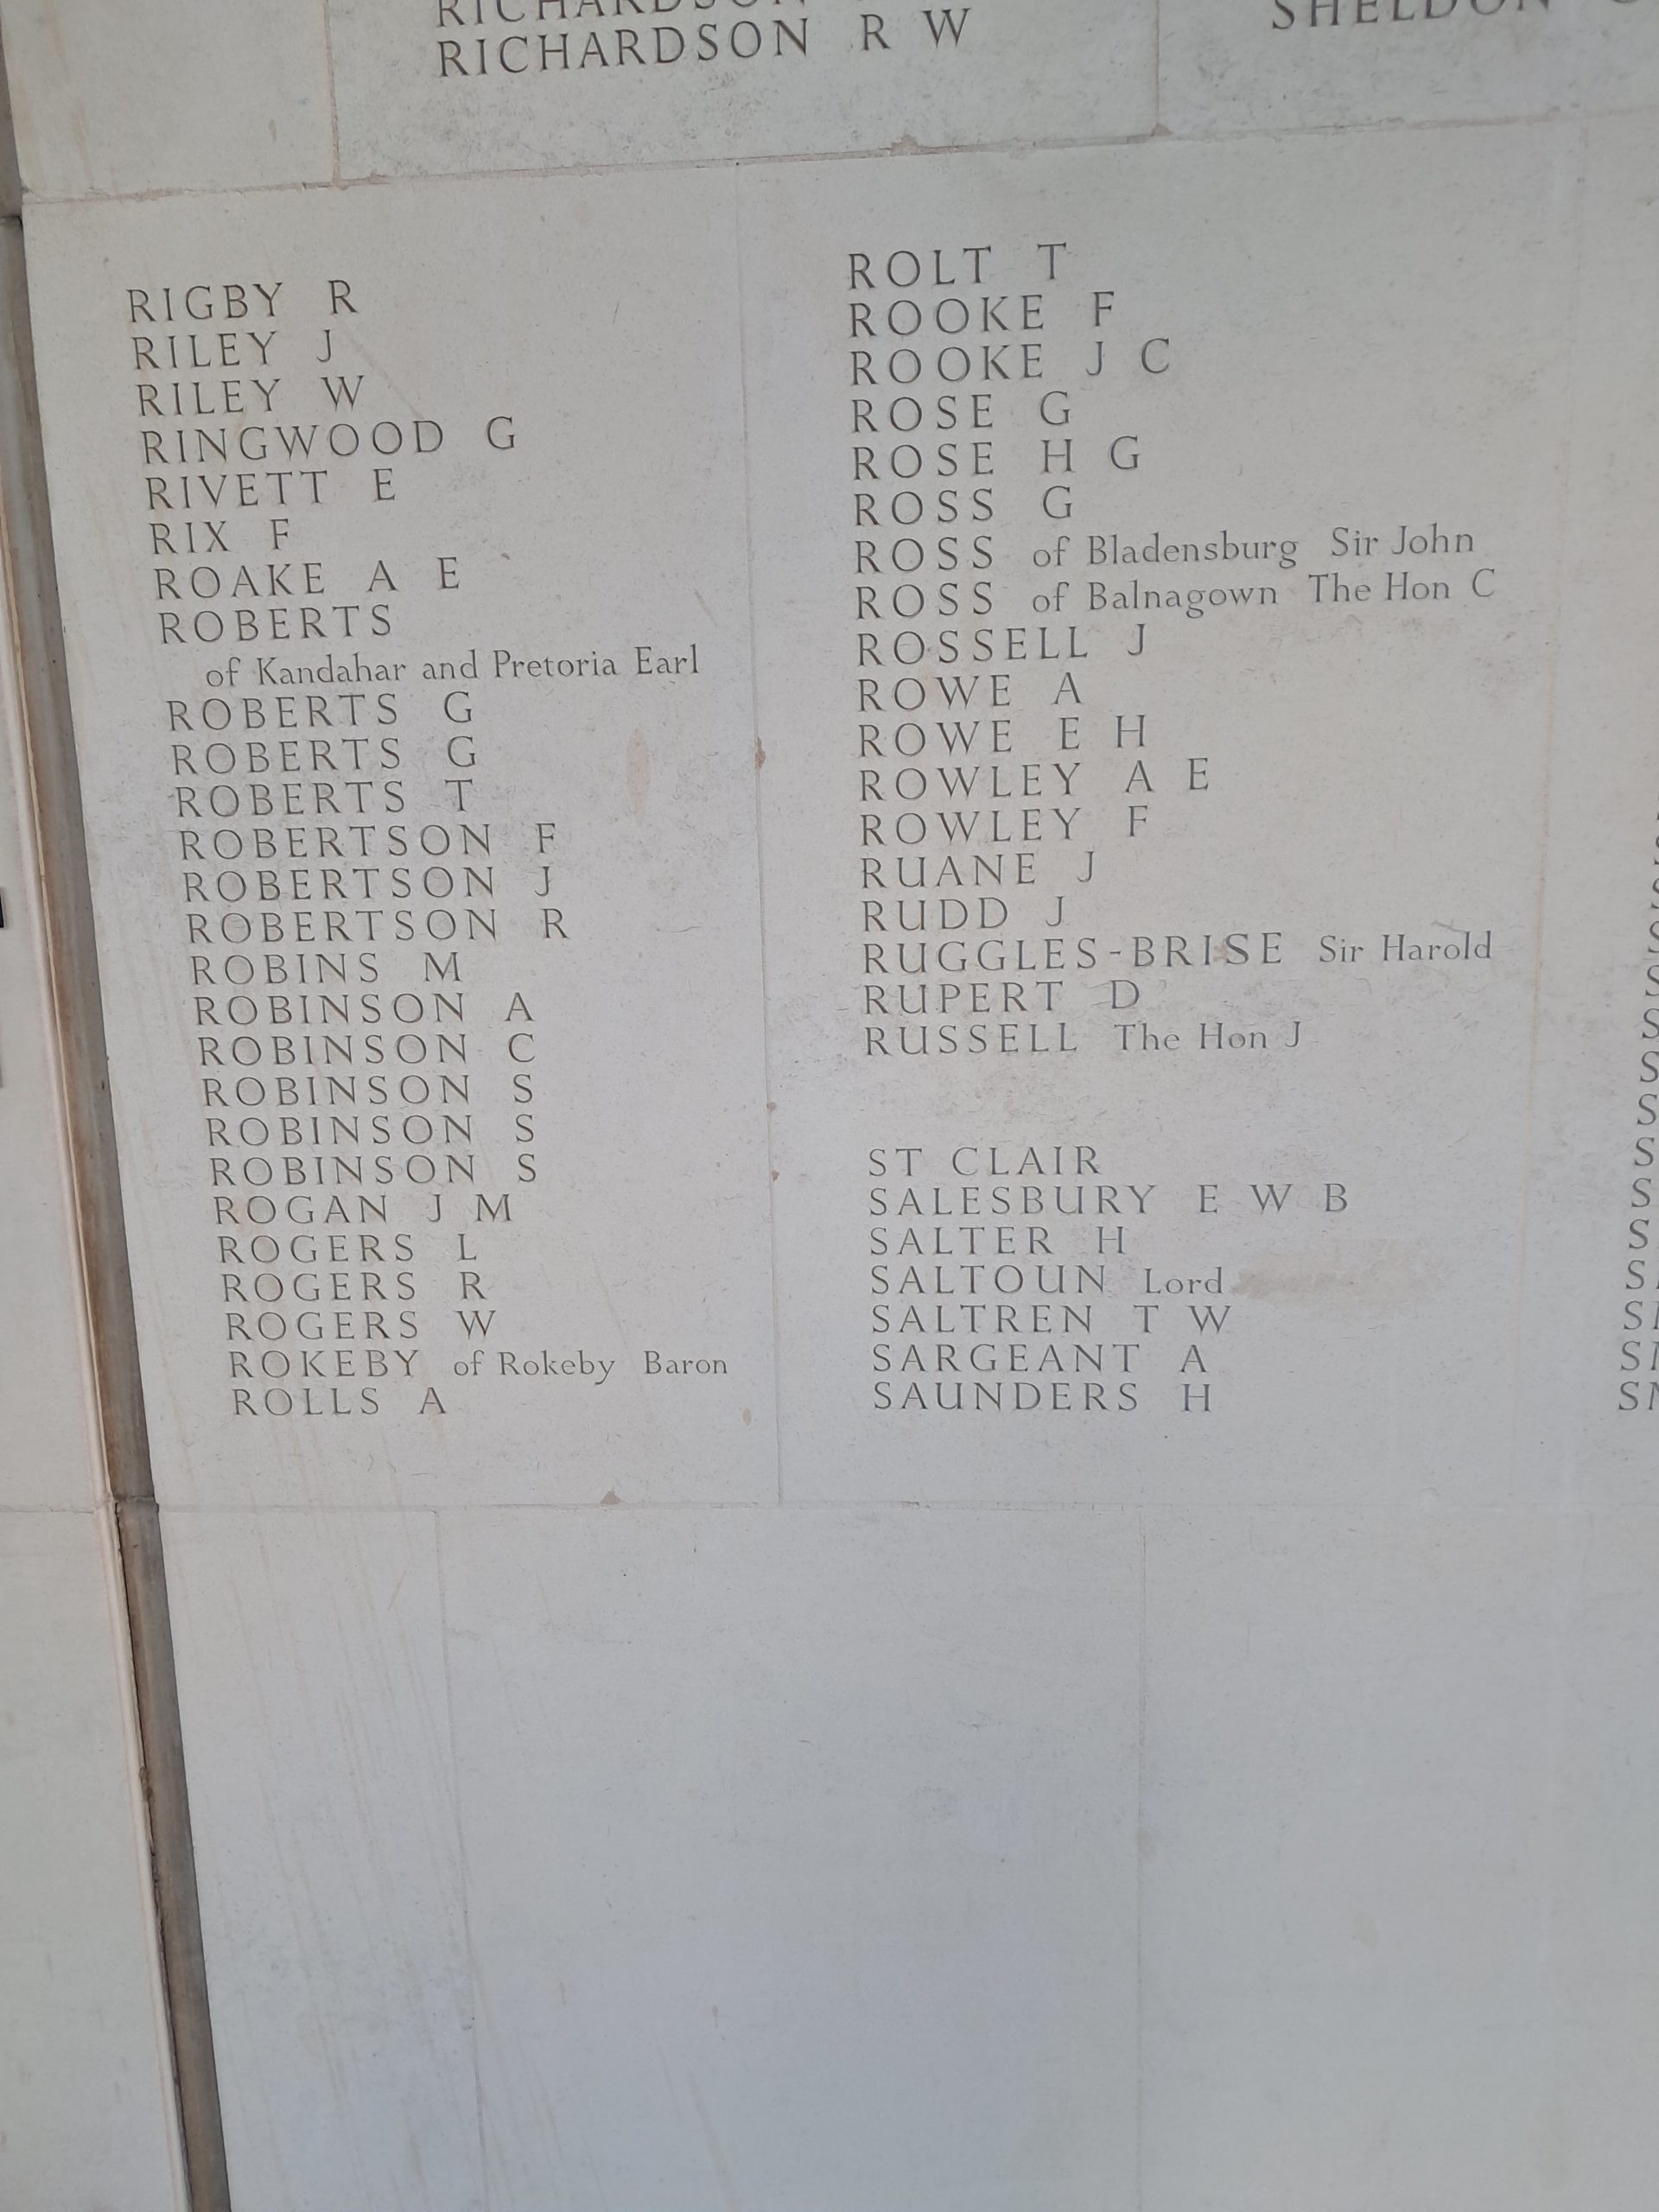 RICHARDSON
RICHARDSON R W
SHELDON
RIGBY R
RILEY J
RILEY W
RINGWOOD G
RIVETT E
RIX F
ROAKE A E
ROBERTS
of Kandahar and Pretoria Earl
ROBERTS G
ROBERTS G
ROBERTS T
ROBERTSON F
ROBERTSON J
ROBERTSON R
ROBINS M
ROBINSON A
ROBINSON C
ROBINSON S
ROBINSON S
ROBINSON S
ROGAN J M
ROGERS L
ROGERS R
ROGERS W
ROKEBY of Rokeby Baron
ROLLS A
ROLT T
ROOKE F
ROOKE J C
ROSE G
ROSE H G
ROSS G
ROSS of Bladensburg Sir John
ROSS of Balnagown The Hon C
ROSSELL J
ROWE A
ROWE E H
ROWLEY A E
ROWLEY F
RUANE J
RUDD J
RUGGLES-BRISE Sir Harold
RUPERT D
RUSSELL The Hon J
ST CLAIR
SALESBURY E W B
SALTER H
SALTOUN Lord
SALTREN T W
SARGEANT A
SAUNDERS H